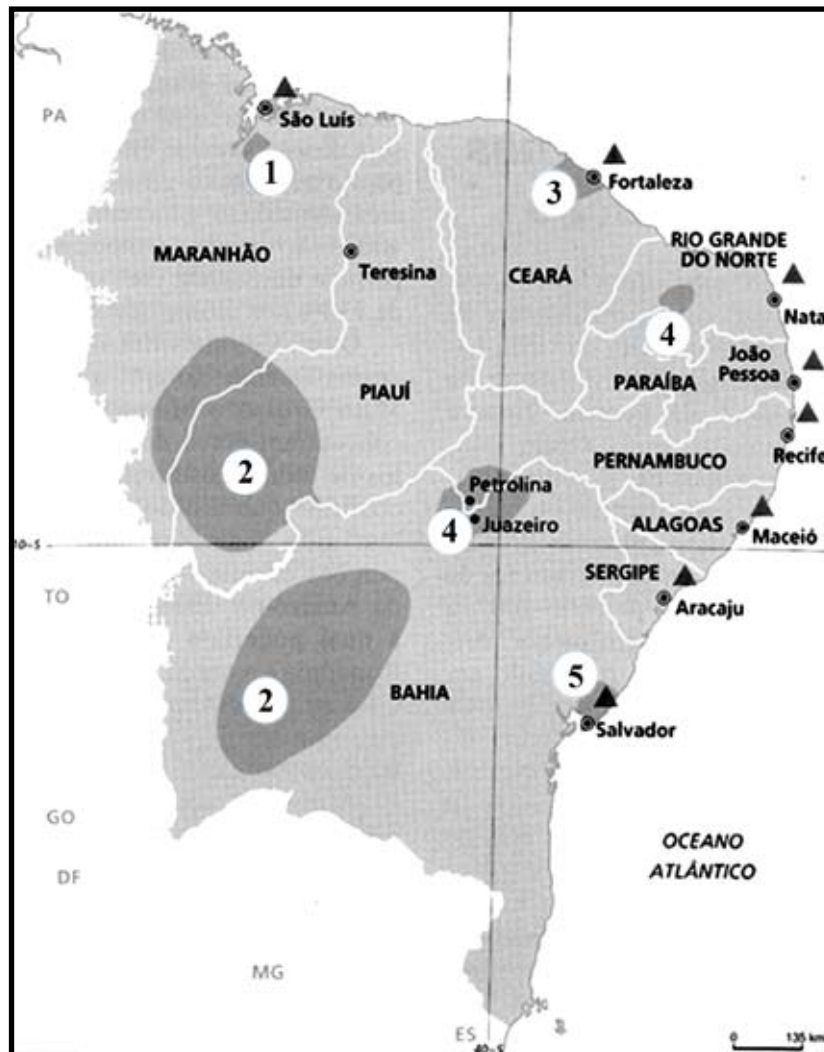 PA
São Luís
1
3
Fortaleza
MARANHÃO
Teresina
CEARÁ
RIO GRANDE
DO NORTE
Nata
4
JOÃO
PESSOA
PARAÍBA
PIAUÍ
2
Recife
PERNAMBUCO
Petrolina
4
Juazeiro
ALAGOAS
Maceió
10-S
SERGIPE
TO
Aracaju
5
2
BAHIA
Salvador
GO
DF
OCEANO
ATLÂNTICO
MG
ES
40-S
0 135 km